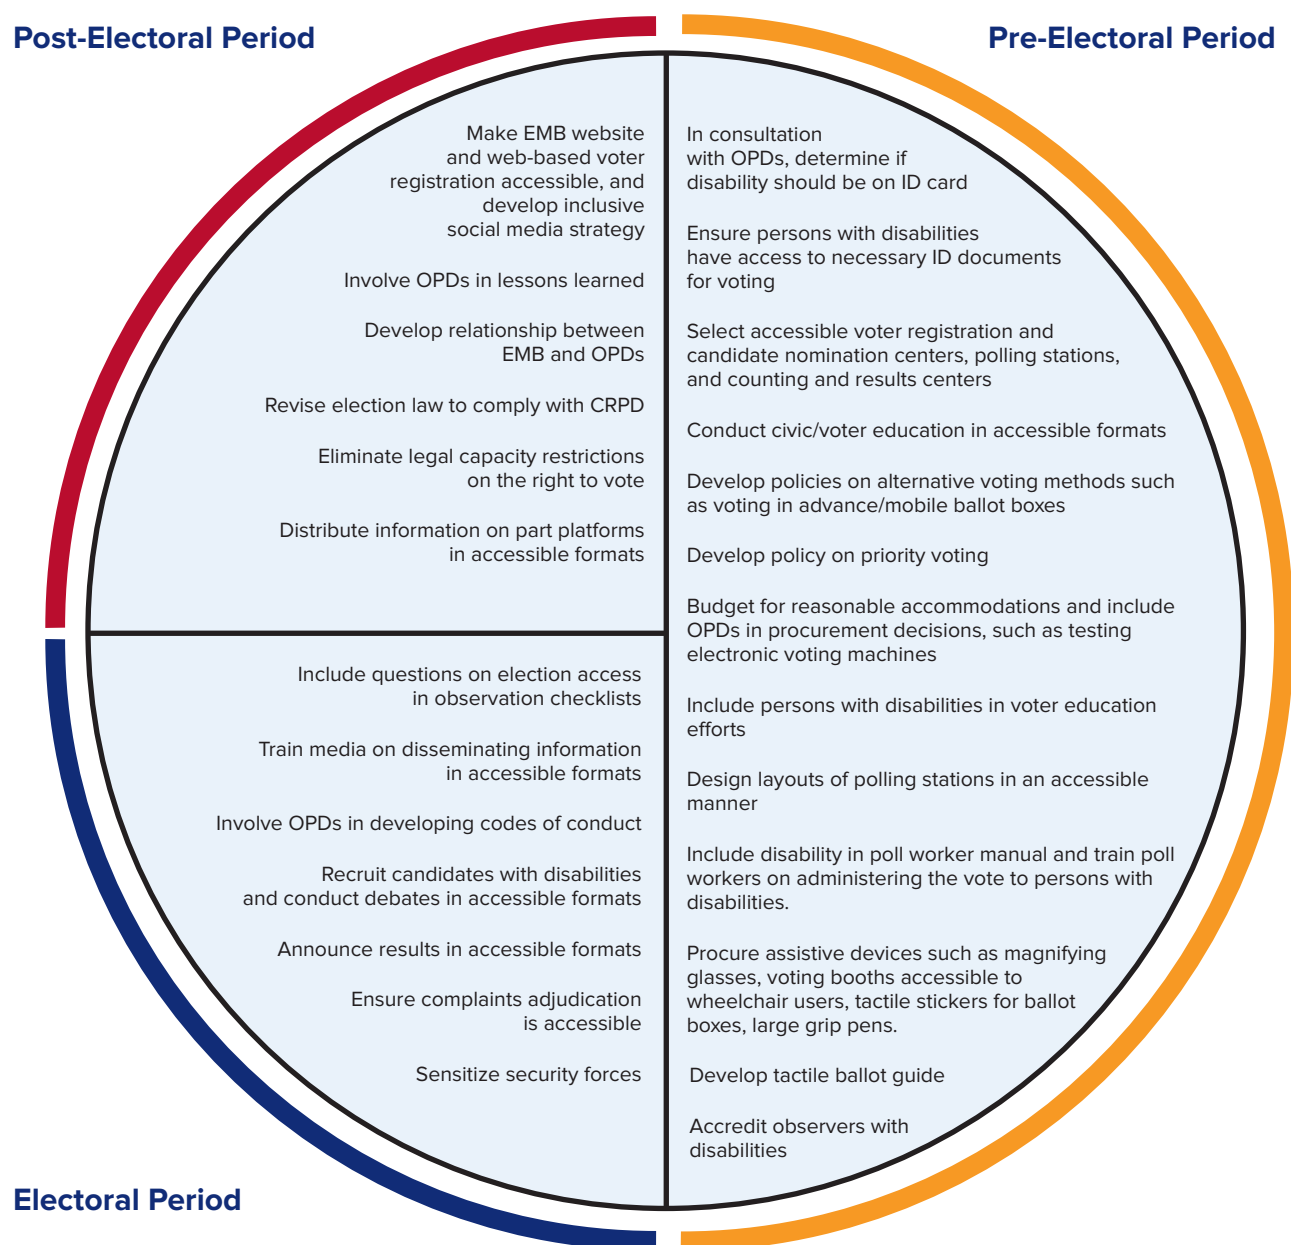 Post-Electoral Period
Pre-Electoral Period
Make EMB website
and web-based voter
registration accessible, and
develop inclusive
social media strategy
Involve OPDs in lessons learned
Develop relationship between
EMB and OPDs
Revise election law to comply with CRPD
Eliminate legal capacity restrictions
on the right to vote
Distribute information on part platforms
in accessible formats
In consultation
with OPDs, determine if
disability should be on ID card
Ensure persons with disabilities
have access to necessary ID documents
for voting
Select accessible voter registration and
candidate nomination centers, polling stations,
and counting and results centers
Conduct civic/voter education in accessible formats
Develop policies on alternative voting methods such
as voting in advance/mobile ballot boxes
Develop policy on priority voting
Budget for reasonable accommodations and include
OPDs in procurement decisions, such as testing
electronic voting machines
Include persons with disabilities in voter education
efforts
Design layouts of polling stations in an accessible
manner
Include disability in poll worker manual and train poll
workers on administering the vote to persons with
disabilities.
Procure assistive devices such as magnifying
glasses, voting booths accessible to
wheelchair users, tactile stickers for ballot
boxes, large grip pens.
Develop tactile ballot guide
Accredit observers with
disabilities
Include questions on election access
in observation checklists
Train media on disseminating information
in accessible formats
Involve OPDs in developing codes of conduct
Recruit candidates with disabilities
and conduct debates in accessible formats
Announce results in accessible formats
Ensure complaints adjudication
is accessible
Sensitize security forces
Electoral Period